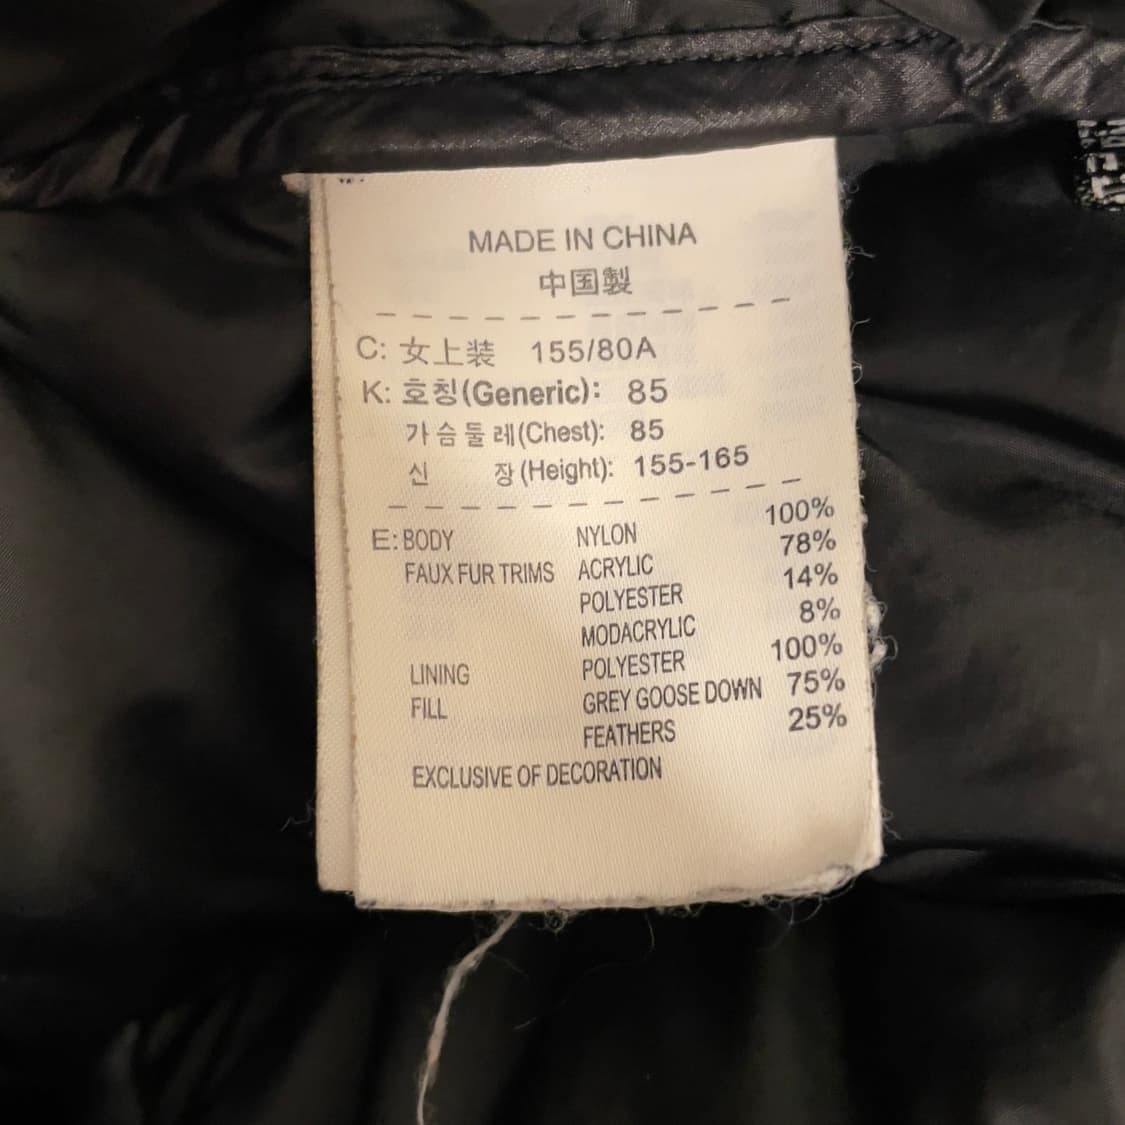 MADE IN CHINA
中国製
C: 女上装 155/80A
K: 호칭(Generic): 85
가슴둘레(Chest): 85
신 장(Height): 155-165
E: BODY NYLON 100%
FAUX FUR TRIMS ACRYLIC 78%
POLYESTER 14%
MODACRYLIC 8%
LINING POLYESTER 100%
FILL GREY GOOSE DOWN 75%
FEATHERS 25%
EXCLUSIVE OF DECORATION